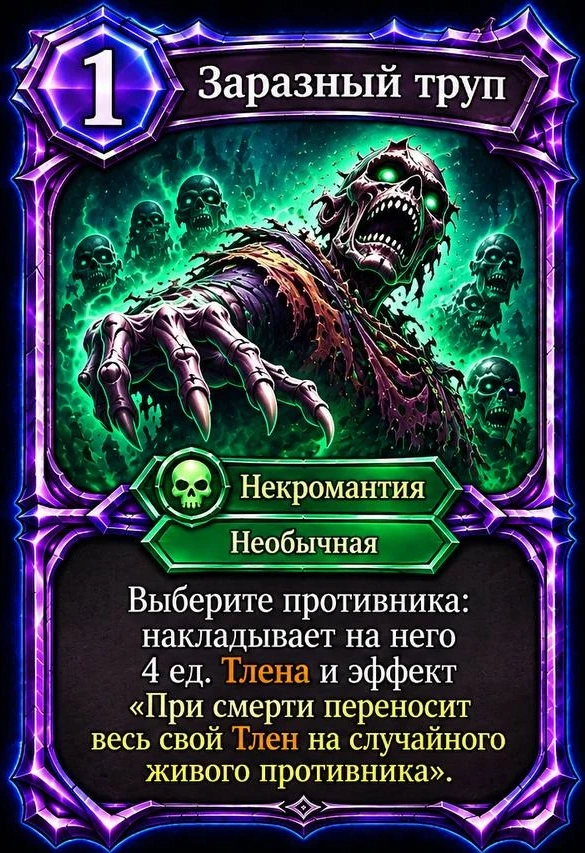 1
Заразный труп
Некромантия
Необычная
Выберите противника:
накладывает на него
4 ед. Тлена и эффект
«При смерти переносит
весь свой Тлен на случайного
живого противника».